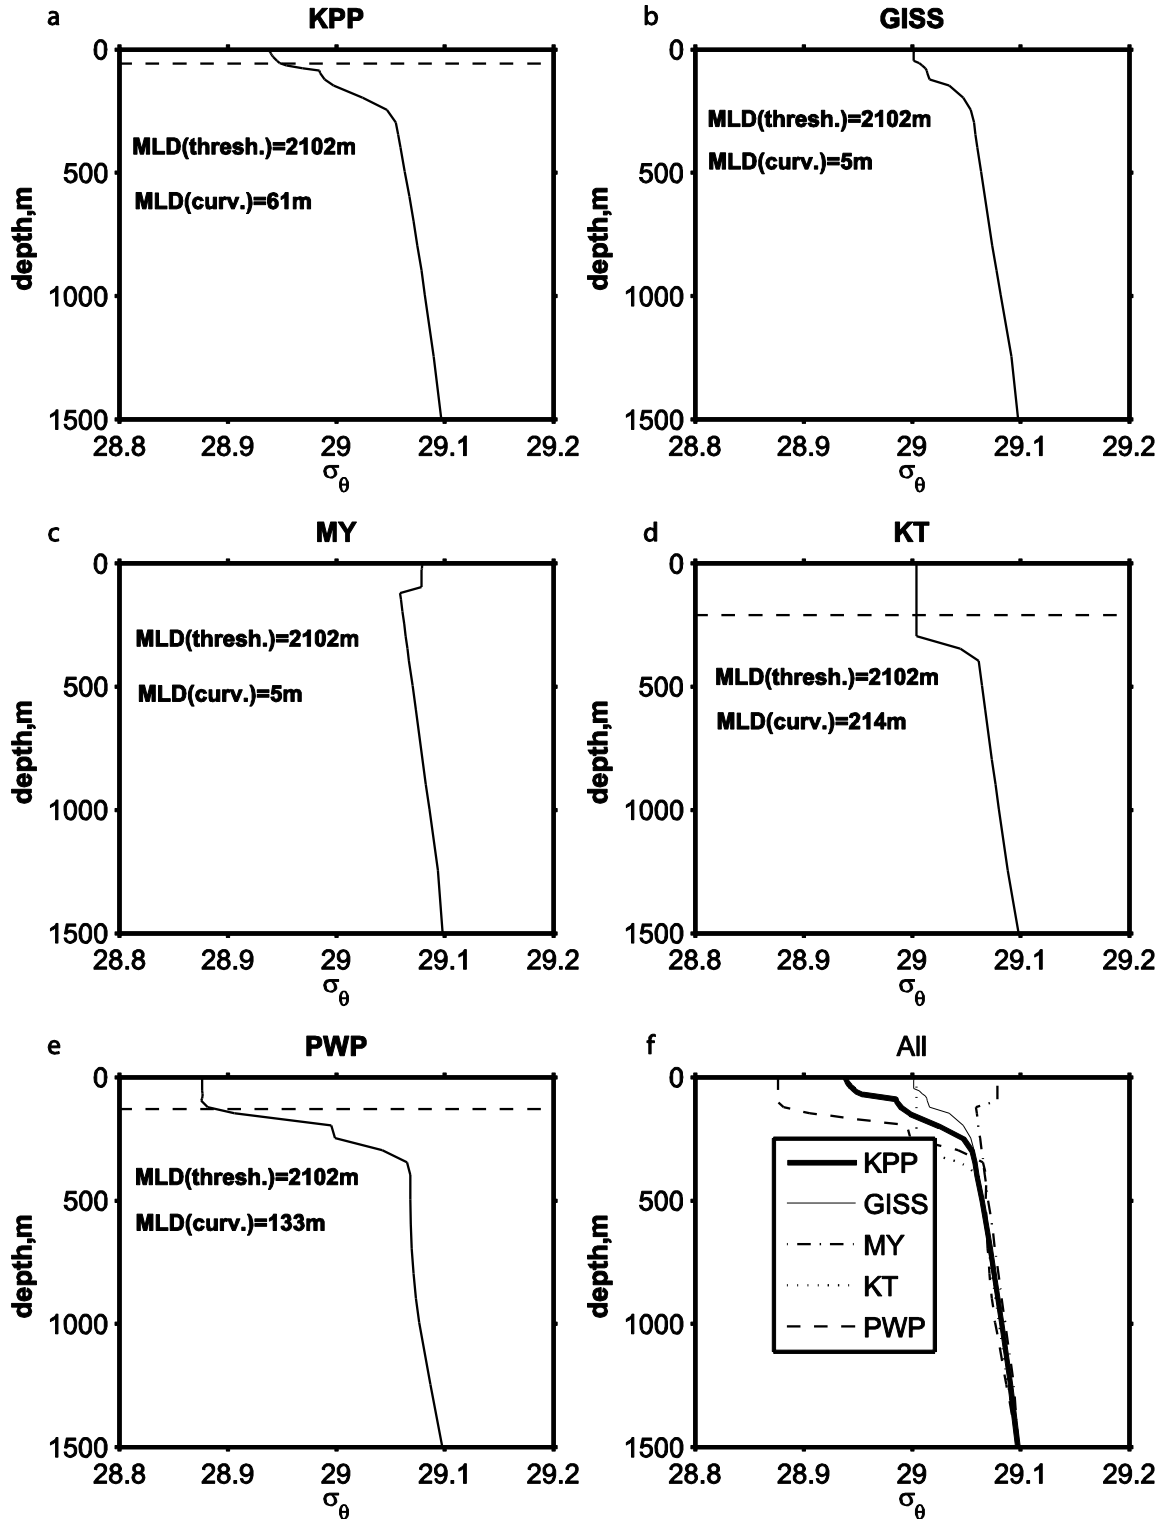 a
KPP
0
500
1000
1500
depth,m
MLD(thresh.)=2102m
MLD(curv.)=61m
28.8 28.9 29 29.1 29.2
σθ
b
GISS
0
500
1000
1500
depth,m
MLD(thresh.)=2102m
MLD(curv.)=5m
28.8 28.9 29 29.1 29.2
σθ
c
MY
0
500
1000
1500
depth,m
MLD(thresh.)=2102m
MLD(curv.)=5m
28.8 28.9 29 29.1 29.2
σθ
d
KT
0
500
1000
1500
depth,m
MLD(thresh.)=2102m
MLD(curv.)=214m
28.8 28.9 29 29.1 29.2
σθ
e
PWP
0
500
1000
1500
depth,m
MLD(thresh.)=2102m
MLD(curv.)=133m
28.8 28.9 29 29.1 29.2
σθ
f
All
0
500
1000
1500
depth,m
KPP
GISS
MY
KT
PWP
28.8 28.9 29 29.1 29.2
σθ